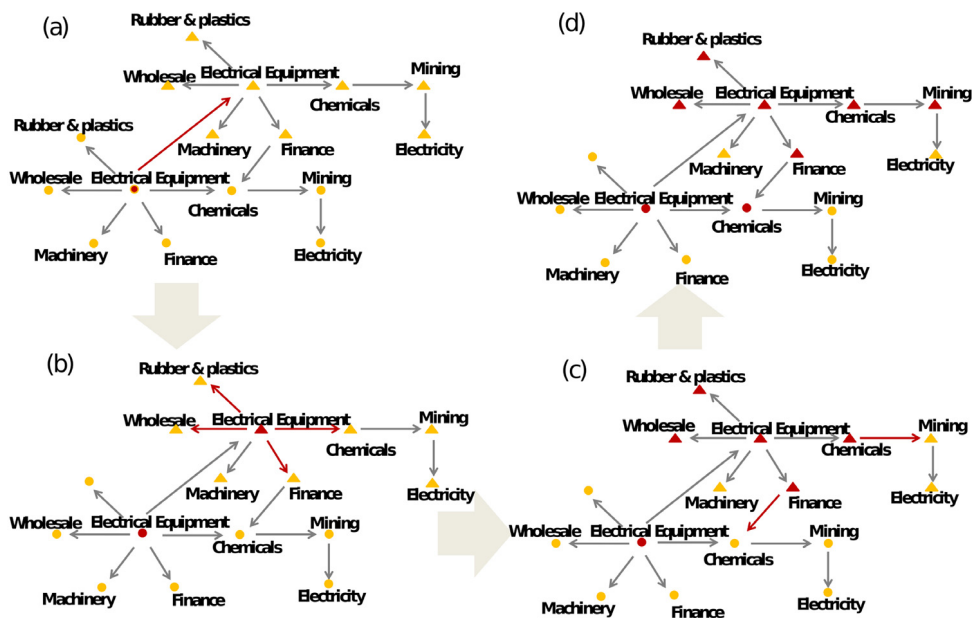 (a)
Rubber & plastics
Wholesale
Electrical Equipment
Mining
Chemicals
Rubber & plastics
Machinery
Finance
Electricity
Wholesale
Electrical Equipment
Mining
Chemicals
Machinery
Finance
Electricity
(d)
Rubber & plastics
Wholesale
Electrical Equipment
Mining
Chemicals
Machinery
Finance
Electricity
Wholesale
Electrical Equipment
Mining
Chemicals
Machinery
Finance
Electricity
(b)
Rubber & plastics
Wholesale
Electrical Equipment
Mining
Chemicals
Machinery
Finance
Electricity
Wholesale
Electrical Equipment
Mining
Chemicals
Machinery
Finance
Electricity
(c)
Rubber & plastics
Wholesale
Electrical Equipment
Mining
Chemicals
Machinery
Finance
Electricity
Wholesale
Electrical Equipment
Mining
Chemicals
Machinery
Finance
Electricity